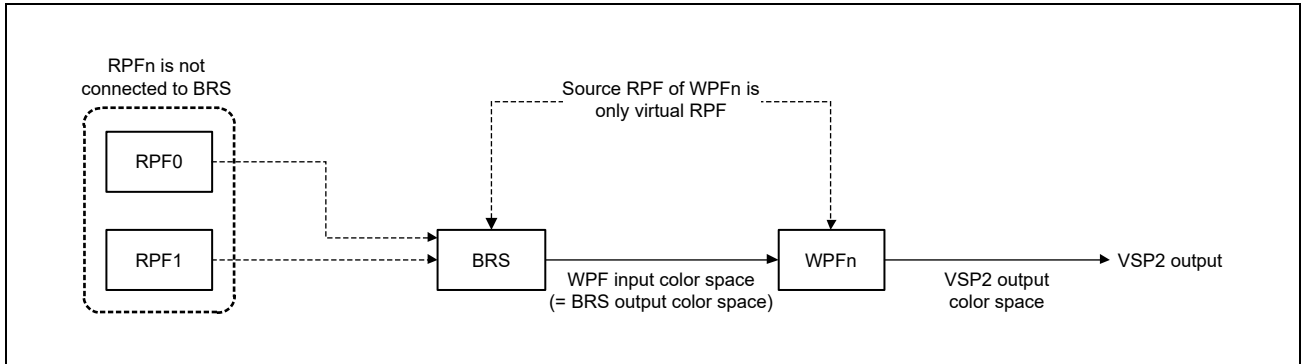 RPFn is not
connected to BRS
RPF0
RPF1
Source RPF of WPFn is
only virtual RPF
BRS
WPF input color space
(= BRS output color space)
WPFn
VSP2 output
color space
VSP2 output